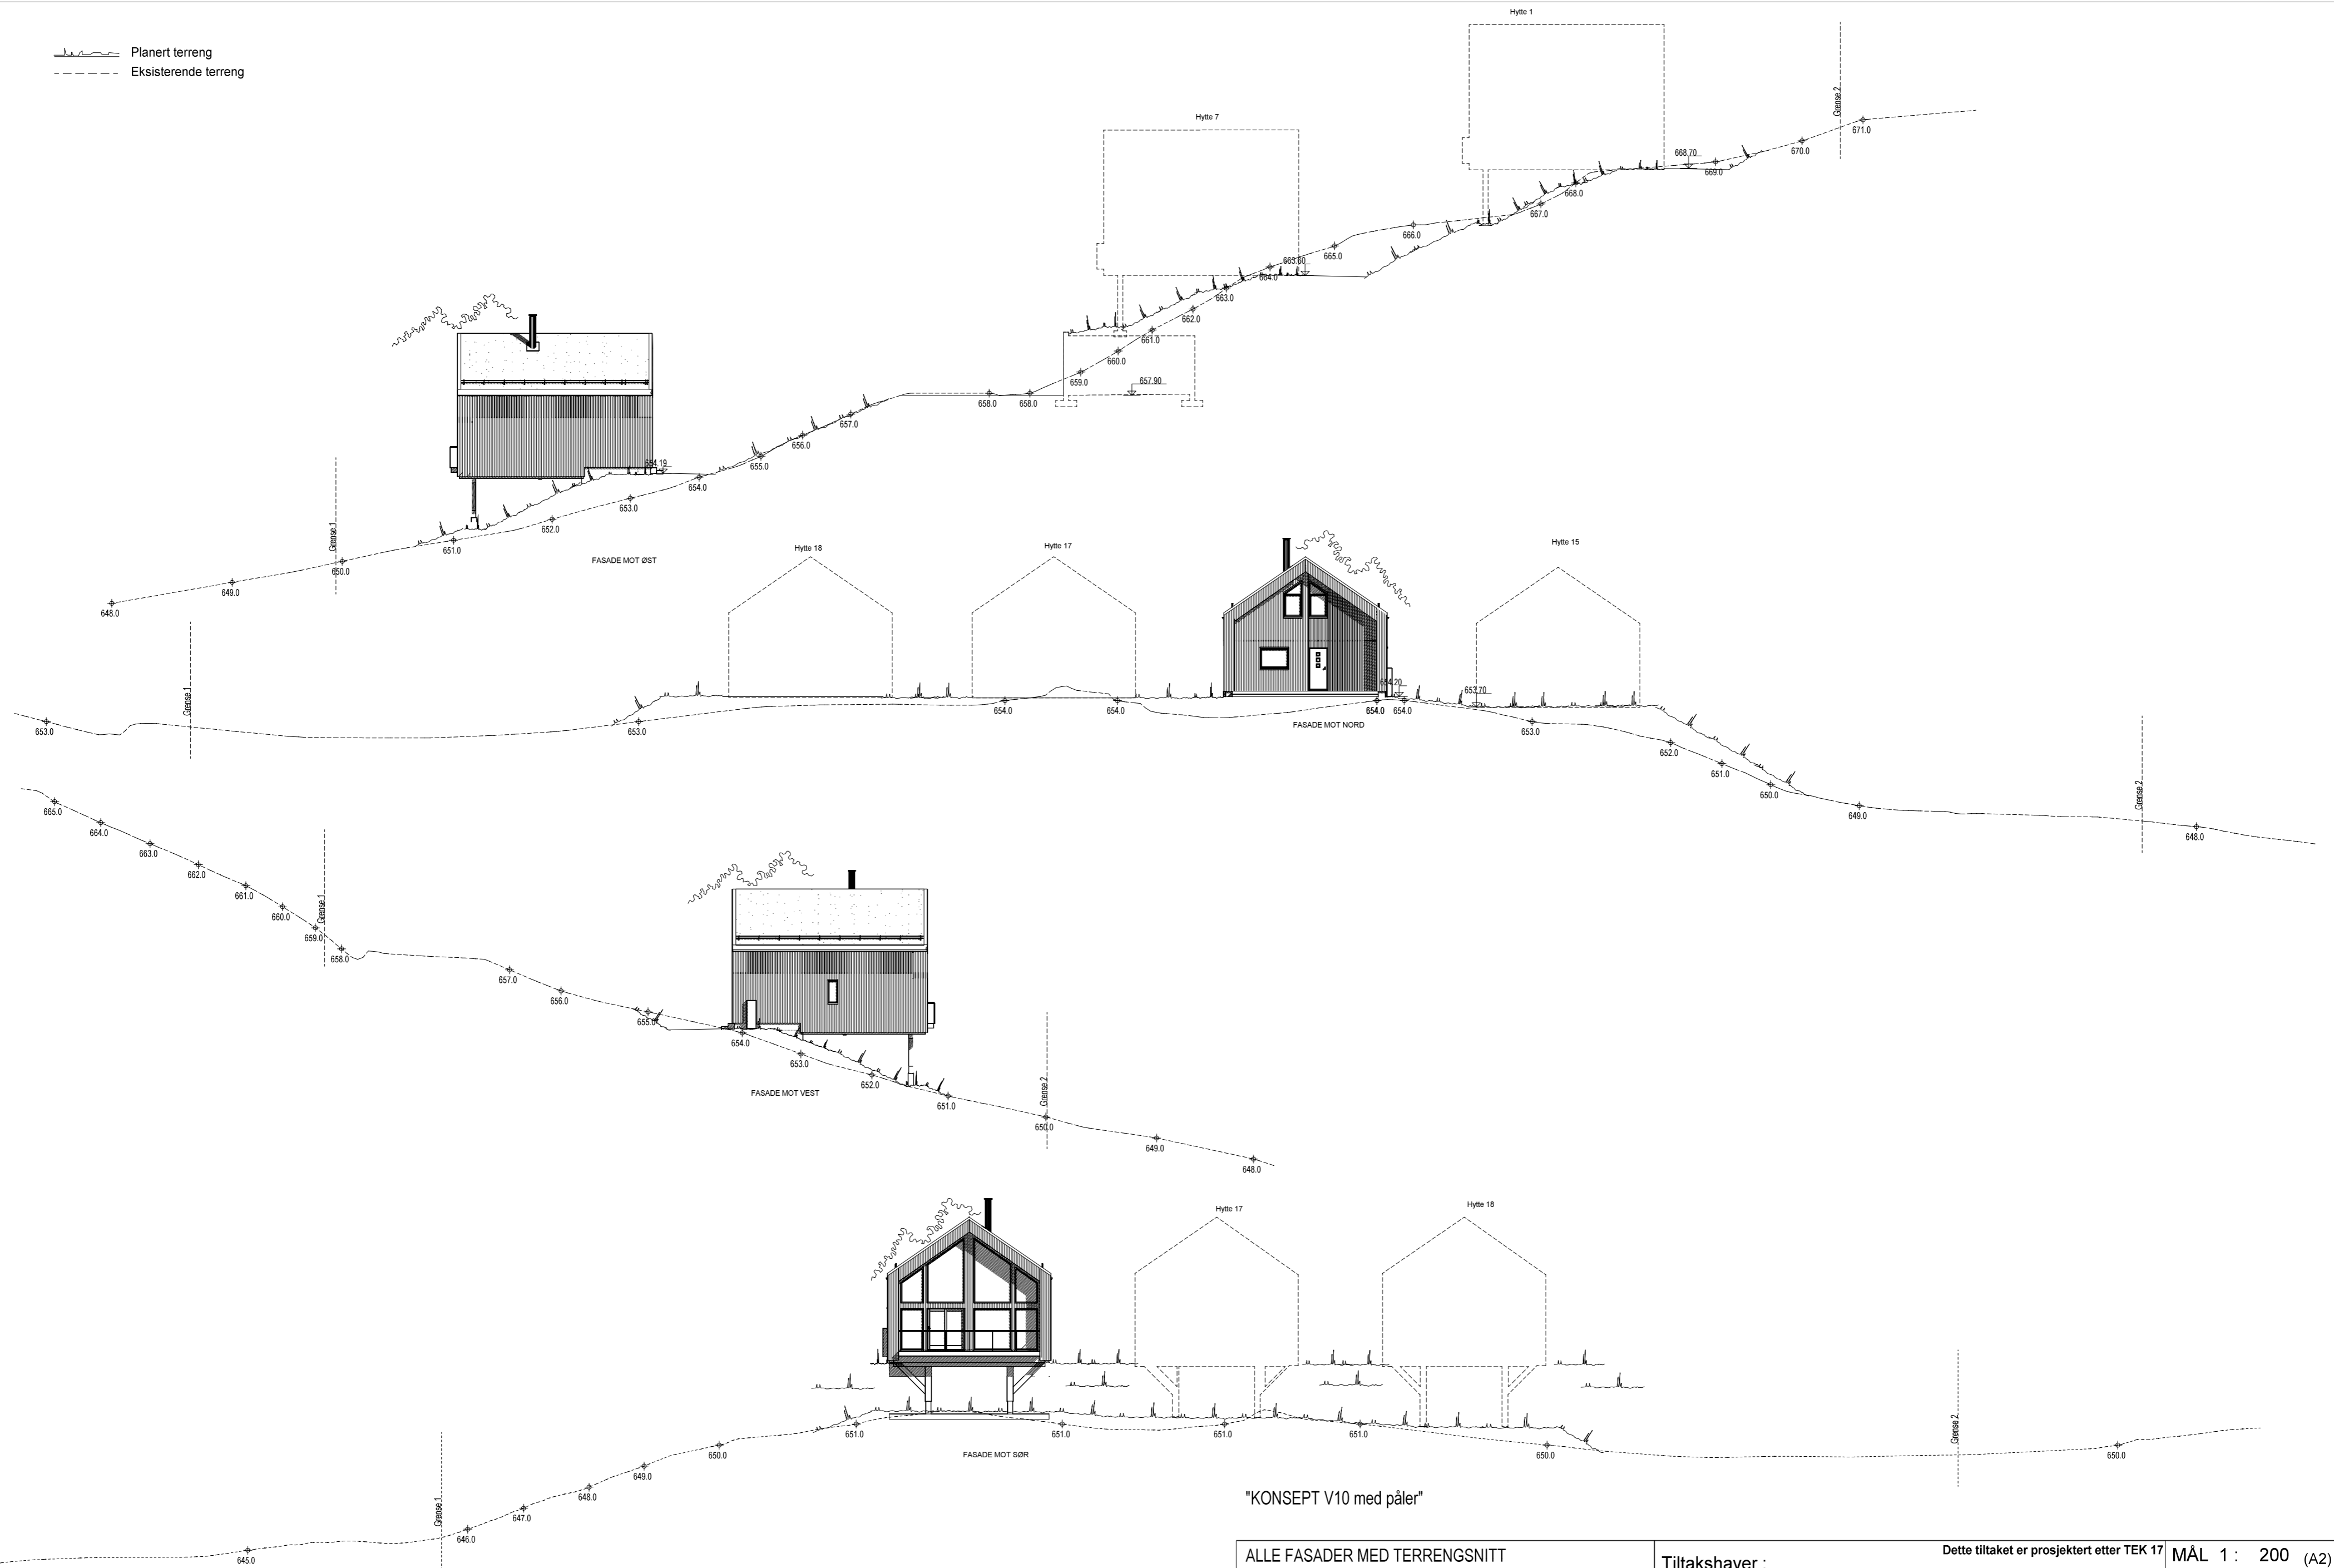 Hytte 1
Planert terreng
Eksisterende terreng
Grense 2
Hytte 7
671.0
670.0
668.70
669.0
668.0
667.0
666.0
665.0
663.60
664.0
663.0
662.0
661.0
660.0
659.0
657.90
658.0
658.0
657.0
656.0
655.0
654.19
654.0
653.0
652.0
651.0
Grense 1
650.0
649.0
648.0
FASADE MOT ØST
Hytte 18
Hytte 17
Hytte 15
Grense 1
654.20
653.70
653.0
653.0
654.0
654.0
654.0
654.0
FASADE MOT NORD
653.0
652.0
651.0
650.0
649.0
Grense 2
648.0
665.0
664.0
663.0
662.0
661.0
660.0
659.0
Grense 1
658.0
657.0
656.0
655.0
654.0
653.0
652.0
651.0
FASADE MOT VEST
Grense 2
650.0
649.0
648.0
Hytte 17
Hytte 18
651.0
651.0
651.0
651.0
650.0
650.0
Grense 2
650.0
649.0
648.0
647.0
646.0
Grense 1
645.0
FASADE MOT SØR
"KONSEPT V10 med påler"
ALLE FASADER MED TERRENGSNITT
Tiltakshaver :
Dette tiltaket er prosjektert etter TEK 17
MÅL 1 : 200 (A2)